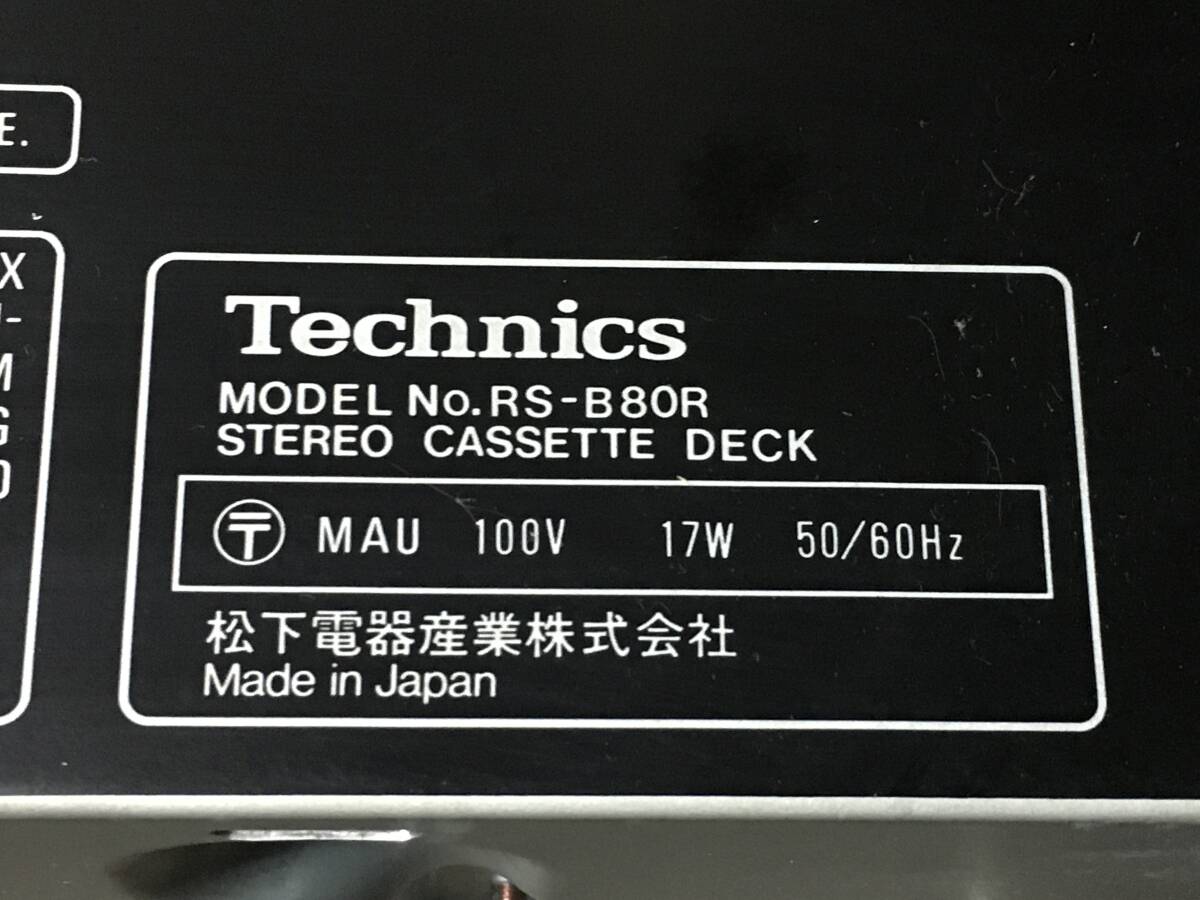 E.
X
M
G
Technics
MODEL No. RS-B80R
STEREO CASSETTE DECK
〒 MAU 100V 17W 50/60Hz
松下電器産業株式会社
Made in Japan